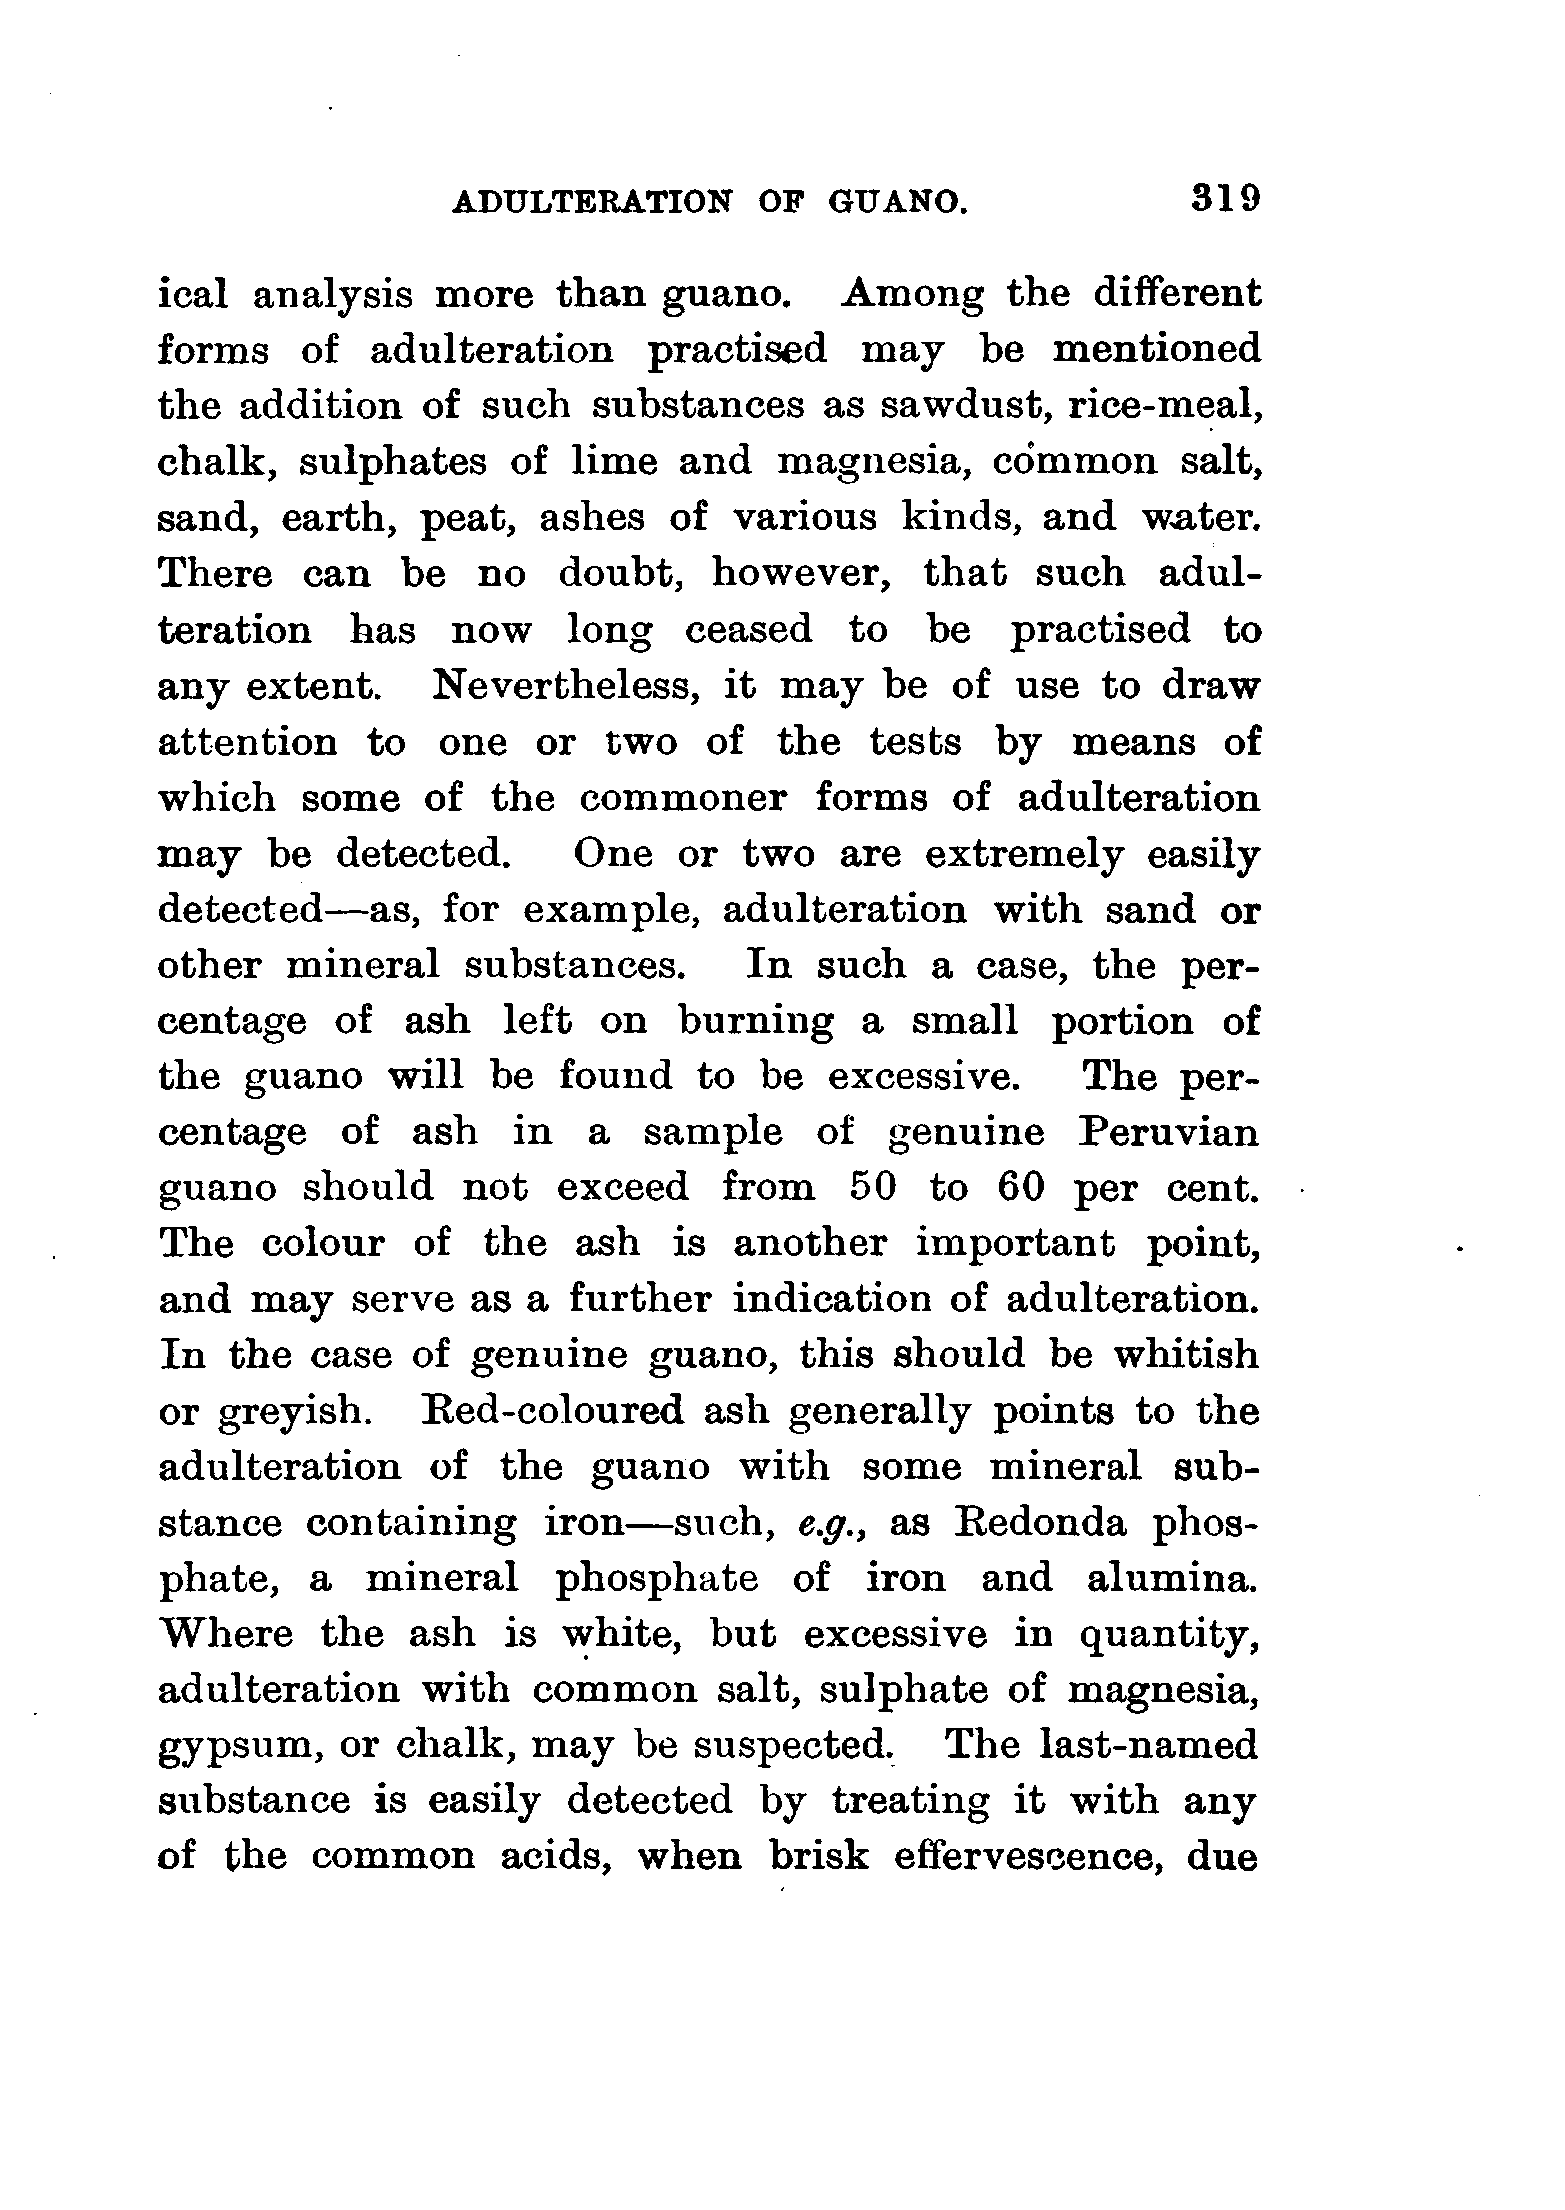 ADULTERATION OF GUANO. 319
ical analysis more than guano. Among the different
forms of adulteration practised may be mentioned
the addition of such substances as sawdust, rice-meal,
chalk, sulphates of lime and magnesia, common salt,
sand, earth, peat, ashes of various kinds, and water.
There can be no doubt, however, that such adul-
teration has now long ceased to be practised to
any extent. Nevertheless, it may be of use to draw
attention to one or two of the tests by means of
which some of the commoner forms of adulteration
may be detected. One or two are extremely easily
detected—as, for example, adulteration with sand or
other mineral substances. In such a case, the per-
centage of ash left on burning a small portion of
the guano will be found to be excessive. The per-
centage of ash in a sample of genuine Peruvian
guano should not exceed from 50 to 60 per cent.
The colour of the ash is another important point,
and may serve as a further indication of adulteration.
In the case of genuine guano, this should be whitish
or greyish. Red-coloured ash generally points to the
adulteration of the guano with some mineral sub-
stance containing iron—such, e.g., as Redonda phos-
phate, a mineral phosphate of iron and alumina.
Where the ash is white, but excessive in quantity,
adulteration with common salt, sulphate of magnesia,
gypsum, or chalk, may be suspected. The last-named
substance is easily detected by treating it with any
of the common acids, when brisk effervescence, due